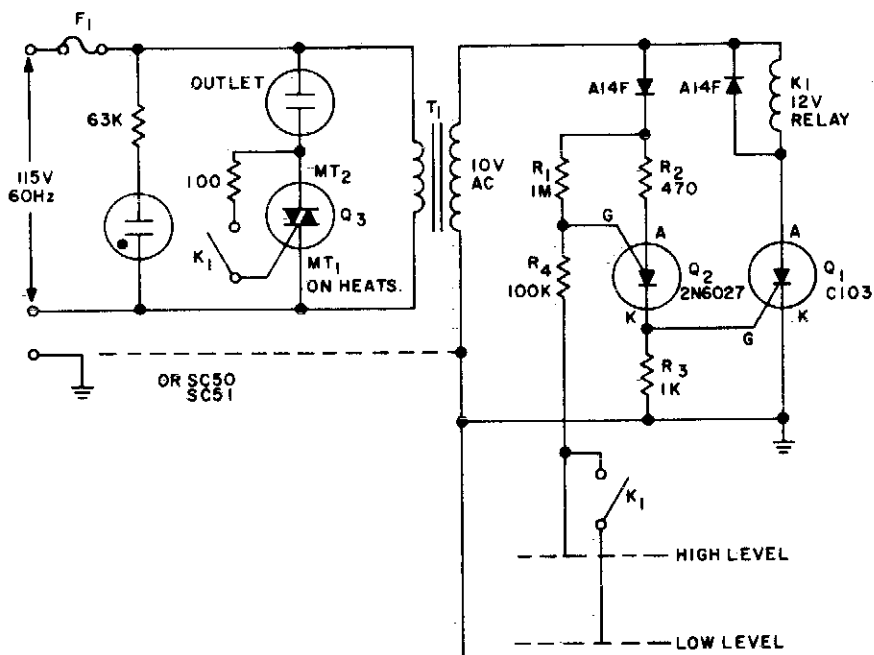 F1
OUTLET
63K
T1
A14F
A14F
K1
12V
RELAY
115V
60Hz
100
MT2
Q3
10V
AC
R1
1M
R2
470
K1
MT1
ON HEATS.
G
A
A
R4
100K
Q2
2N6027
Q1
C103
K
K
G
OR SC50
SC51
R3
1K
K1
HIGH LEVEL
LOW LEVEL